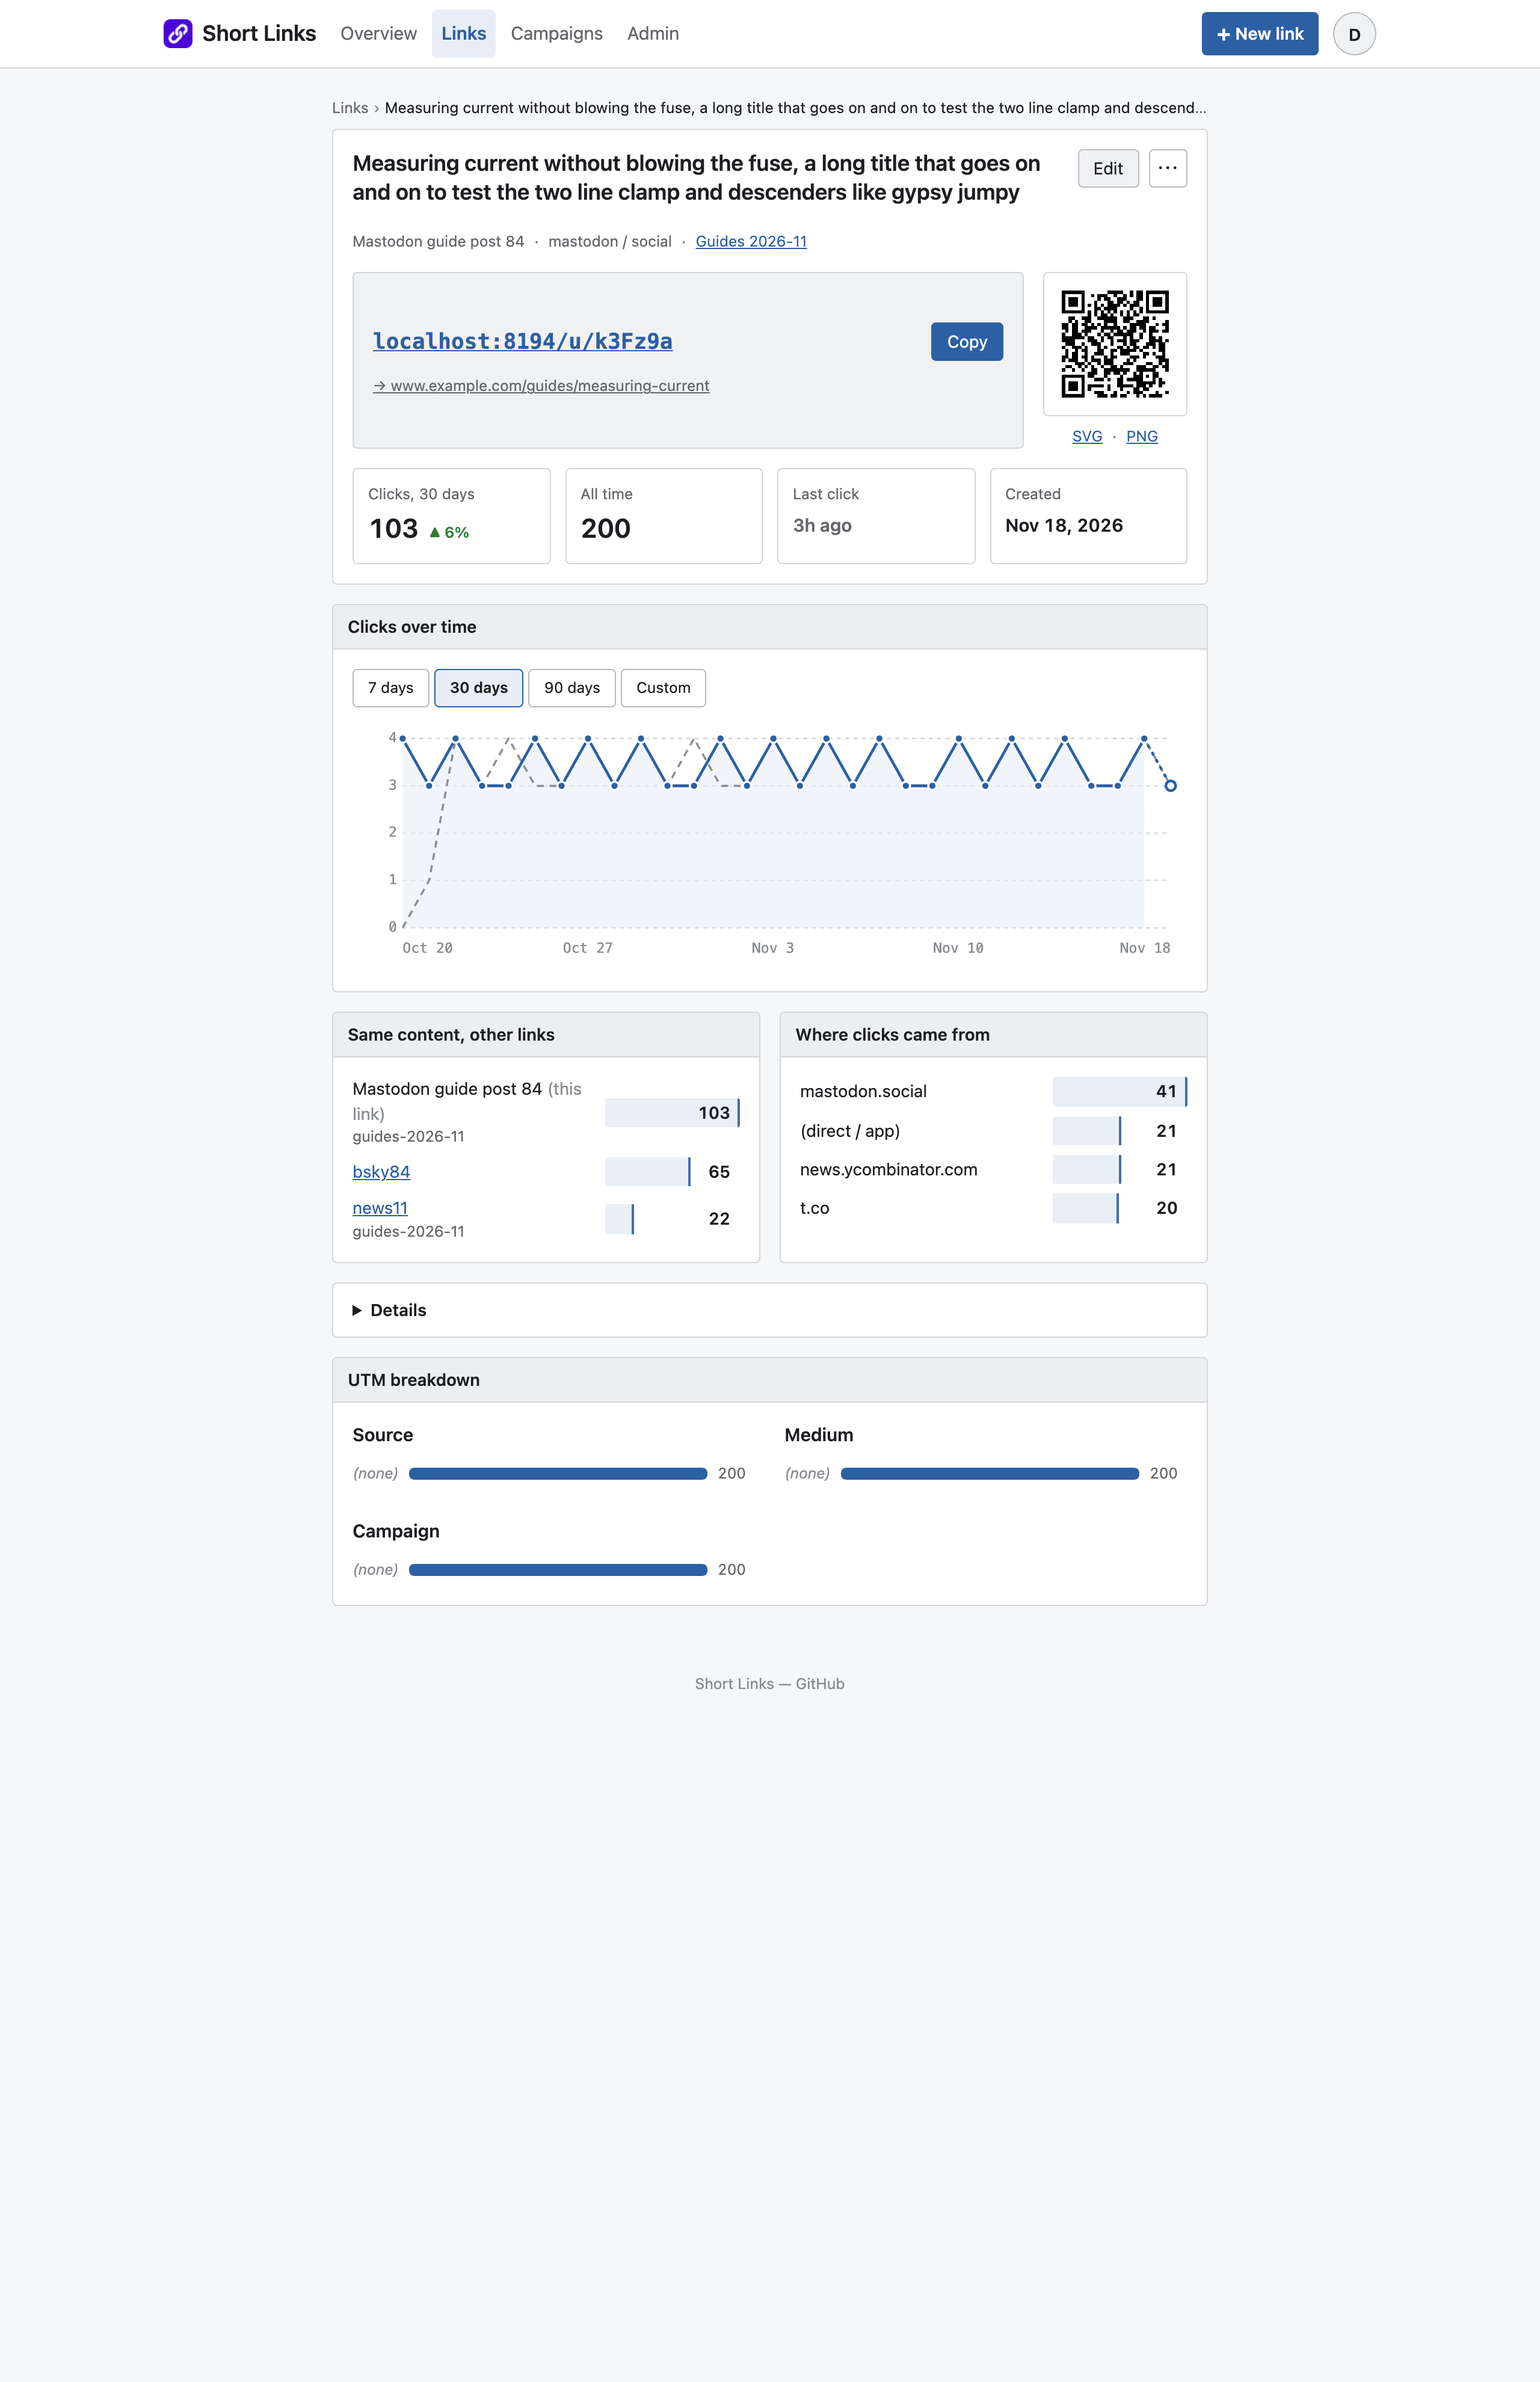 Short Links
Overview
Links
Campaigns
Admin
+ New link
D
Links › Measuring current without blowing the fuse, a long title that goes on and on to test the two line clamp and descend...
Measuring current without blowing the fuse, a long title that goes on
and on to test the two line clamp and descenders like gypsy jumpy
Edit
...
Mastodon guide post 84 · mastodon / social · Guides 2026-11
localhost:8194/u/k3Fz9a
Copy
→ www.example.com/guides/measuring-current
SVG · PNG
Clicks, 30 days
103 ▲ 6%
All time
200
Last click
3h ago
Created
Nov 18, 2026
Clicks over time
7 days
30 days
90 days
Custom
4
3
2
1
0
Oct 20
Oct 27
Nov 3
Nov 10
Nov 18
Same content, other links
Mastodon guide post 84 (this
link)
guides-2026-11
103
bsky84
65
news11
guides-2026-11
22
Where clicks came from
mastodon.social
41
(direct / app)
21
news.ycombinator.com
21
t.co
20
▶ Details
UTM breakdown
Source
(none) 200
Medium
(none) 200
Campaign
(none) 200
Short Links — GitHub